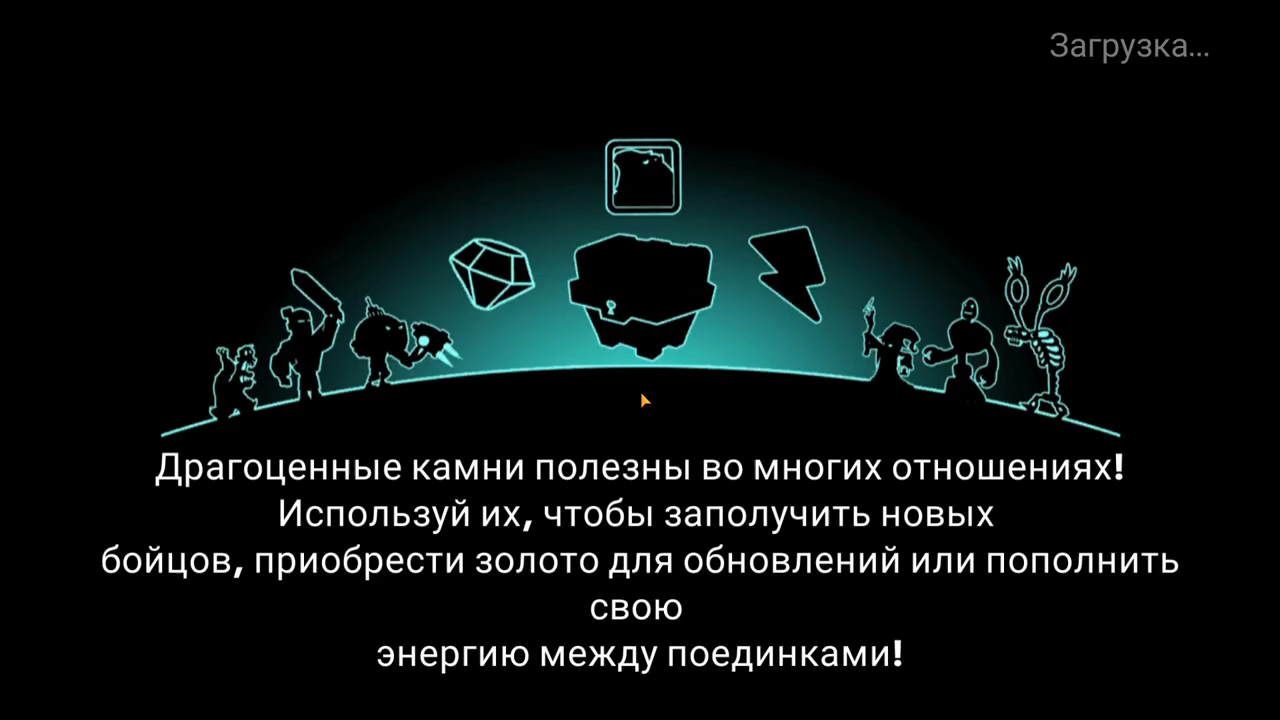 Загрузка...
Драгоценные камни полезны во многих отношениях!
Используй их, чтобы заполучить новых
бойцов, приобрести золото для обновлений или пополнить
свою
энергию между поединками!